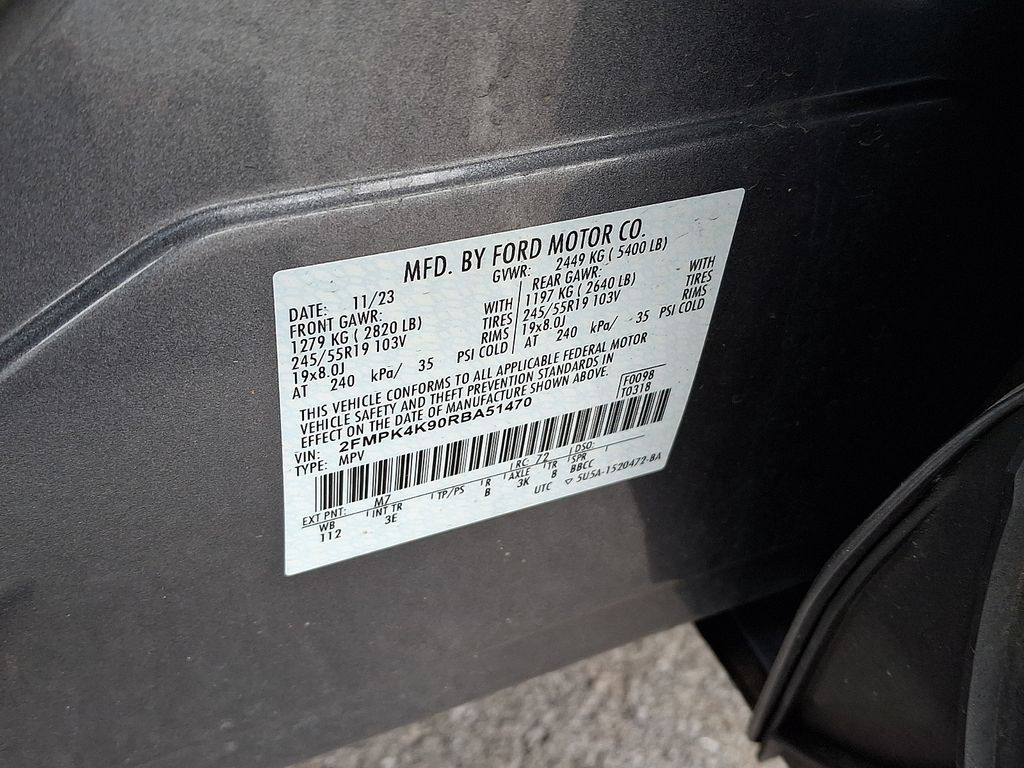 MFD. BY FORD MOTOR CO.
DATE: 11/23 GVWR: 2449 KG ( 5400 LB)
FRONT GAWR: WITH REAR GAWR: WITH
1279 KG ( 2820 LB) TIRES 1197 KG ( 2640 LB) TIRES
245/55R19 103V RIMS 245/55R19 103V RIMS
19x8.0J 19x8.0J
AT 240 kPa/ 35 PSI COLD AT 240 kPa/ 35 PSI COLD
THIS VEHICLE CONFORMS TO ALL APPLICABLE FEDERAL MOTOR
VEHICLE SAFETY AND THEFT PREVENTION STANDARDS IN
EFFECT ON THE DATE OF MANUFACTURE SHOWN ABOVE.
F0098
T0318
VIN: 2FMPK4K90RBA51470
TYPE: MPV
EXT PNT: M7 RC: 72 DSO:
WB INT TR TP/PS R AXLE TR SPR
112 3E B 3K B BBCC
UTC ▽ 5U5A-1520472-BA